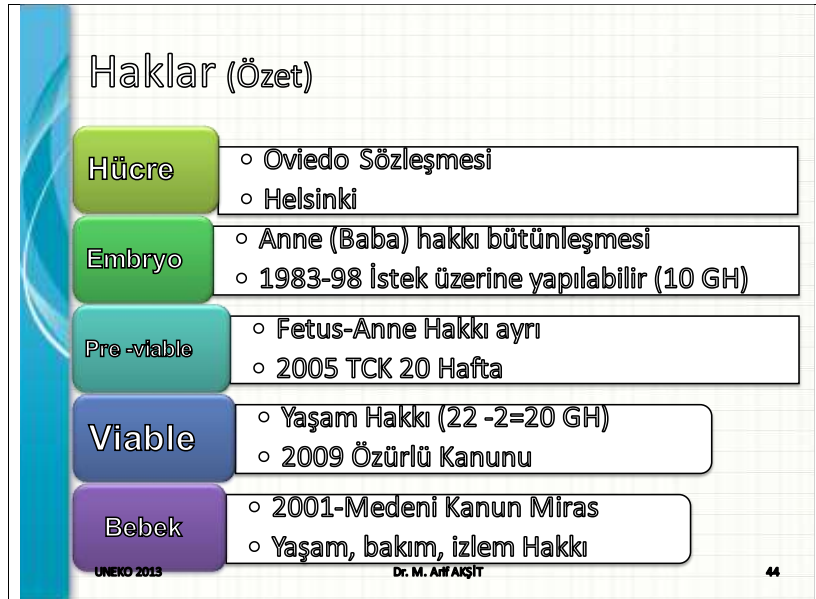 Haklar (Özet)
Hücre
○ Oviedo Sözleşmesi
○ Helsinki
Embryo
○ Anne (Baba) hakkı bütünleşmesi
○ 1983-98 İstek üzerine yapılabilir (10 GH)
Pre -viable
○ Fetus-Anne Hakkı ayrı
○ 2005 TCK 20 Hafta
Viable
○ Yaşam Hakkı (22 -2=20 GH)
○ 2009 Özürlü Kanunu
Bebek
○ 2001-Medeni Kanun Miras
○ Yaşam, bakım, izlem Hakkı
UNEKO 2013 Dr. M. Arif AKŞİT 44